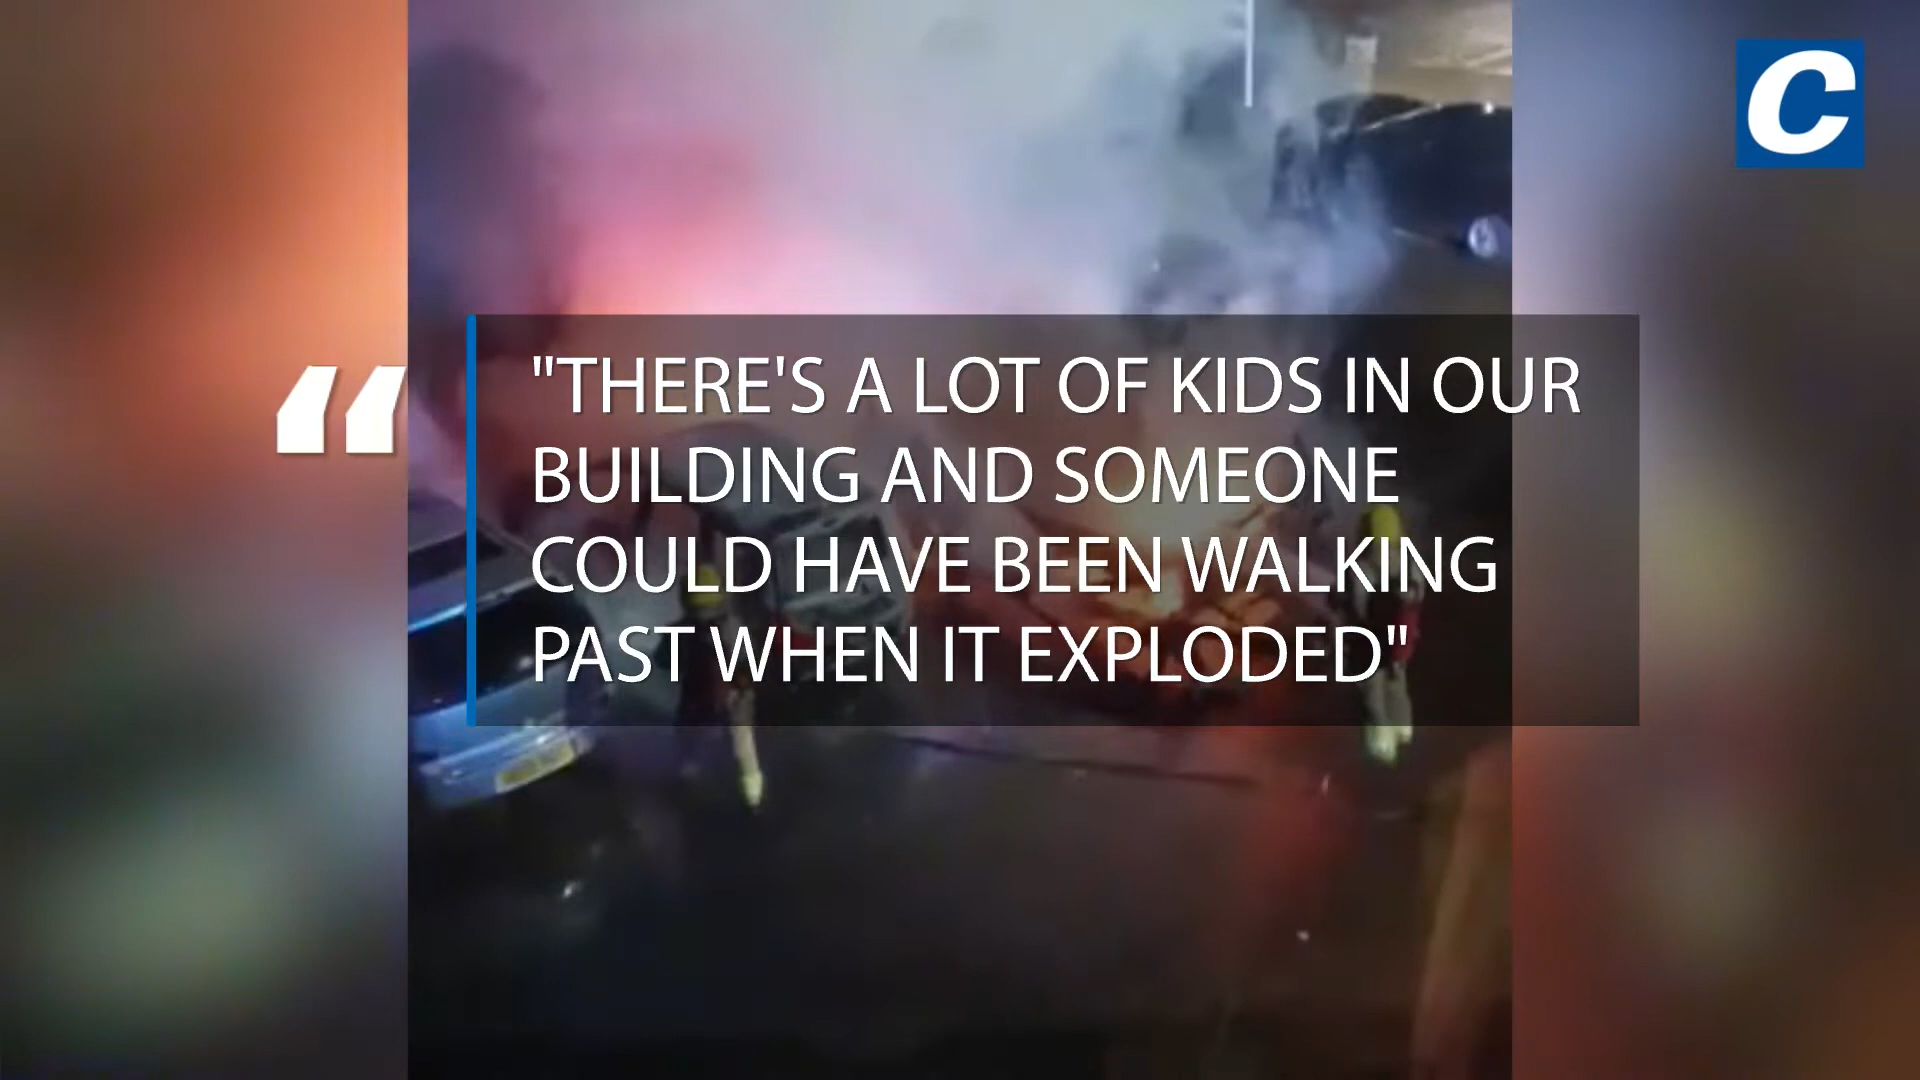 C
“
"THERE'S A LOT OF KIDS IN OUR
BUILDING AND SOMEONE
COULD HAVE BEEN WALKING
PAST WHEN IT EXPLODED"